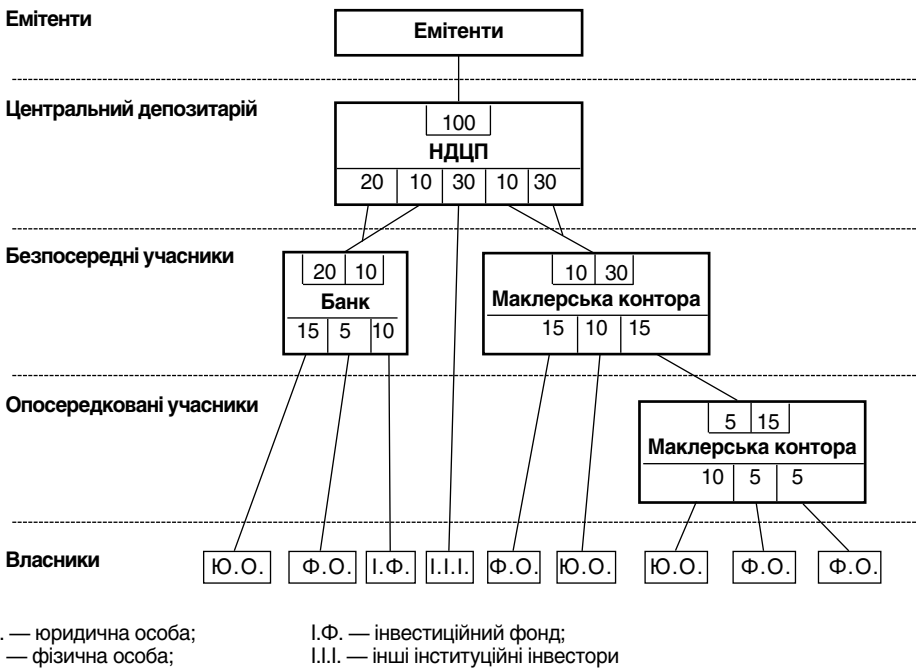 Емітенти
Емітенти
Центральний депозитарій
100
НДЦП
20 10 30 10 30
Безпосередні учасники
20 10
Банк
15 5 10
10 30
Маклерська контора
15 10 15
Опосередковані учасники
5 15
Маклерська контора
10 5 5
Власники
Ю.О. Ф.О. І.Ф. І.І.І. Ф.О. Ю.О. Ю.О. Ф.О. Ф.О.
. — юридична особа; І.Ф. — інвестиційний фонд;
— фізична особа; І.І.І. — інші інституційні інвестори